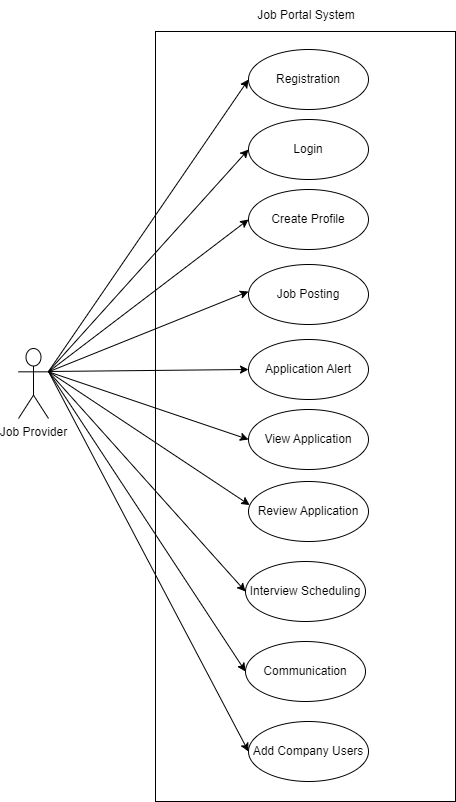 Job Portal System
Registration
Login
Create Profile
Job Posting
Application Alert
Job Provider
View Application
Review Application
Interview Scheduling
Communication
Add Company Users